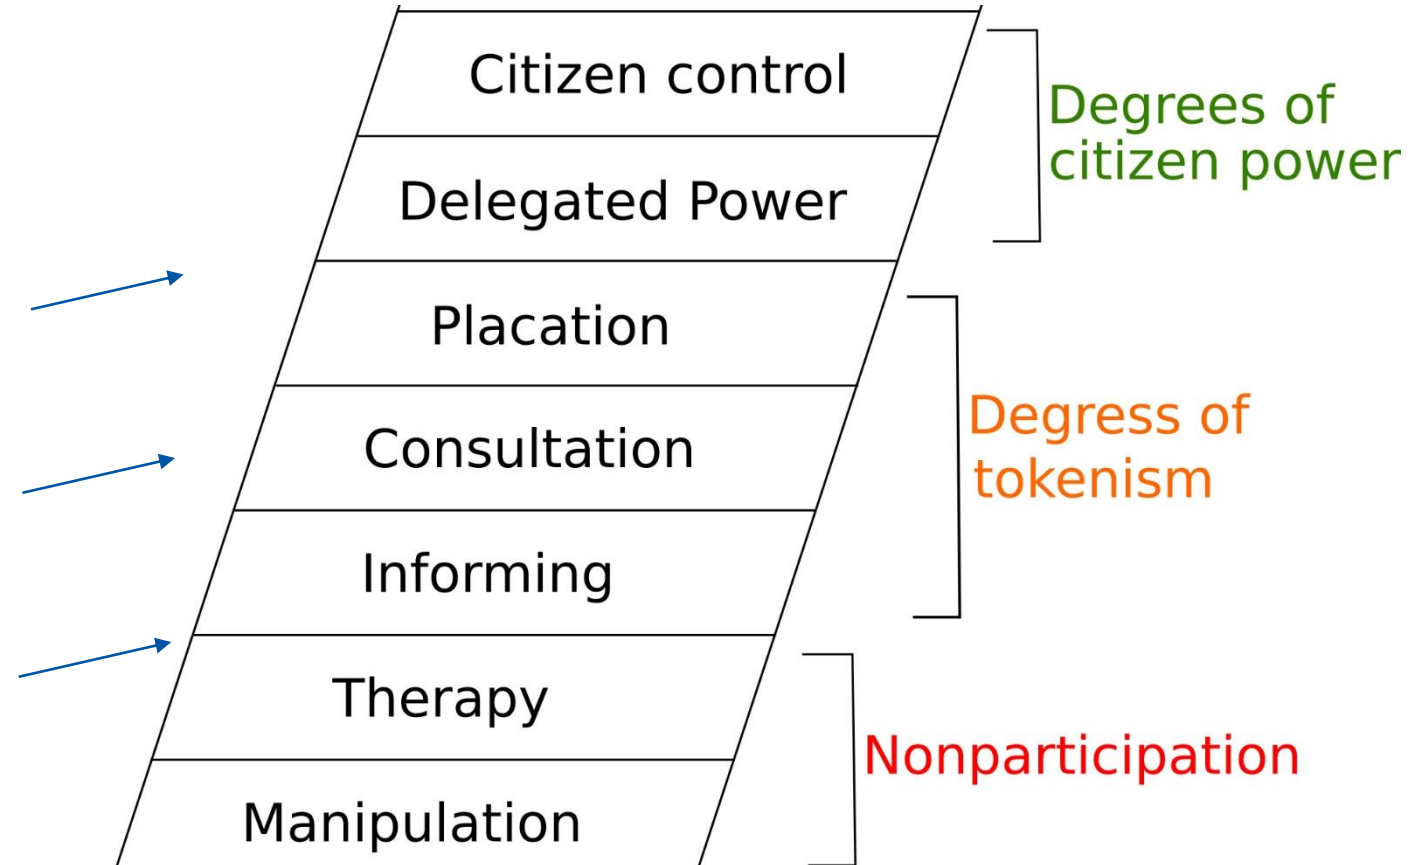 Citizen control
Degrees of
citizen power
Delegated Power
Placation
Degress of
tokenism
Consultation
Informing
Therapy
Nonparticipation
Manipulation